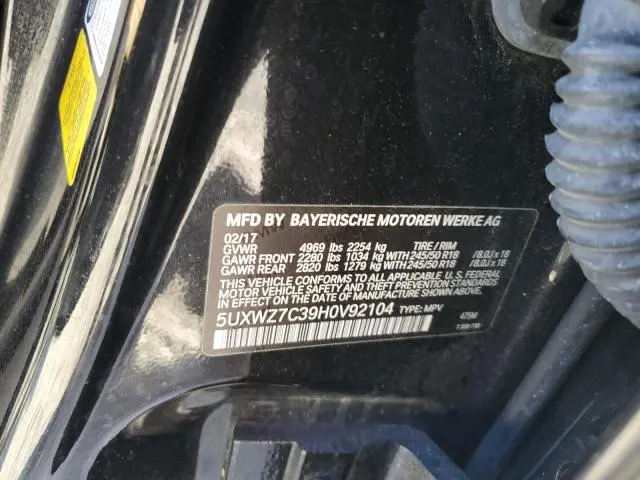 MFD BY BAYERISCHE MOTOREN WERKE AG
02/17
GVWR 4969 lbs 2254 kg TIRE / RIM
GAWR FRONT 2280 lbs 1034 kg WITH 245/50 R18 /8.0J x 18
GAWR REAR 2820 lbs 1279 kg WITH 245/50 R18 /8.0J x 18
THIS VEHICLE CONFORMS TO ALL APPLICABLE U.S. FEDERAL
MOTOR VEHICLE SAFETY AND THEFT PREVENTION STANDARDS
IN EFFECT ON THE DATE OF MANUFACTURE SHOWN ABOVE.
5UXWZ7C39H0V92104 TYPE: MPV
475M